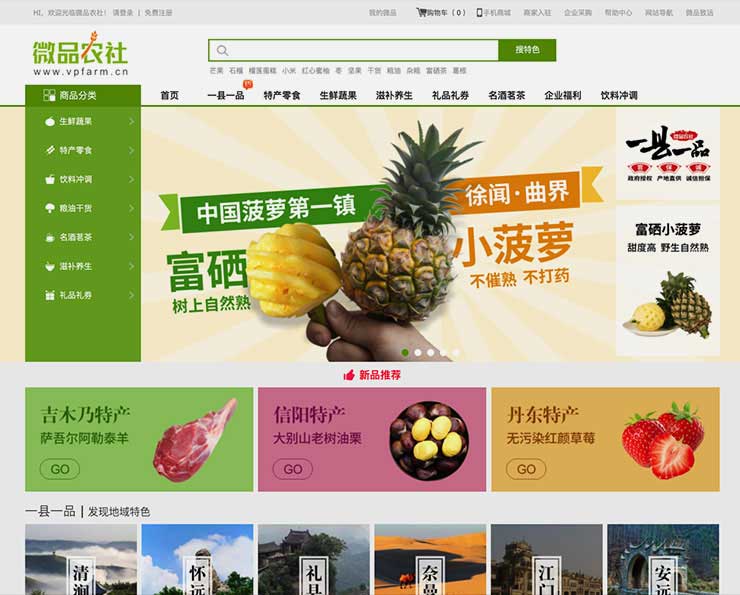 HI，欢迎光临微品农社！ 请登录 | 免费注册
我的微品 购物车 ( 0 ) 手机商城 商家入驻 企业采购 帮助中心 网站导航 微品致活
微品农社
www.vpfarm.cn
搜特色
芒果 石榴 榴莲蛋糕 小米 红心蜜柚 枣 坚果 干货 粮油 杂粮 富硒茶 葛根
商品分类
首页 一县一品 特产零食 生鲜蔬果 滋补养生 礼品礼券 名酒茗茶 企业福利 饮料冲调
生鲜蔬果
特产零食
饮料冲调
粮油干货
名酒茗茶
滋补养生
礼品礼券
中国菠萝第一镇
富硒
树上自然熟
徐闻·曲界
小菠萝
不催熟 不打药
一县一品
微品农社
政府授权 产地直供 诚信担保
富硒小菠萝
甜度高 野生自然熟
新品推荐
吉木乃特产
萨吾尔阿勒泰羊
GO
信阳特产
大别山老树油栗
GO
丹东特产
无污染红颜草莓
GO
一县一品 | 发现地域特色
清涧
怀远
礼县
奈曼
江门
安远